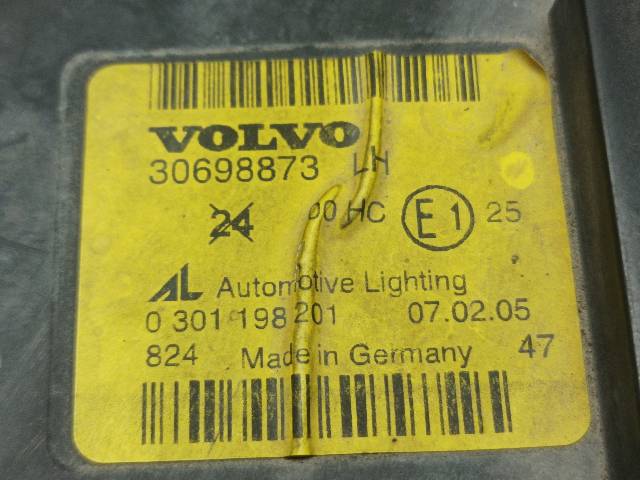 VOLVO
30698873 LH
24 00 HC E1 25
AL Automotive Lighting
0 301 198 201 07.02.05
824 Made in Germany 47